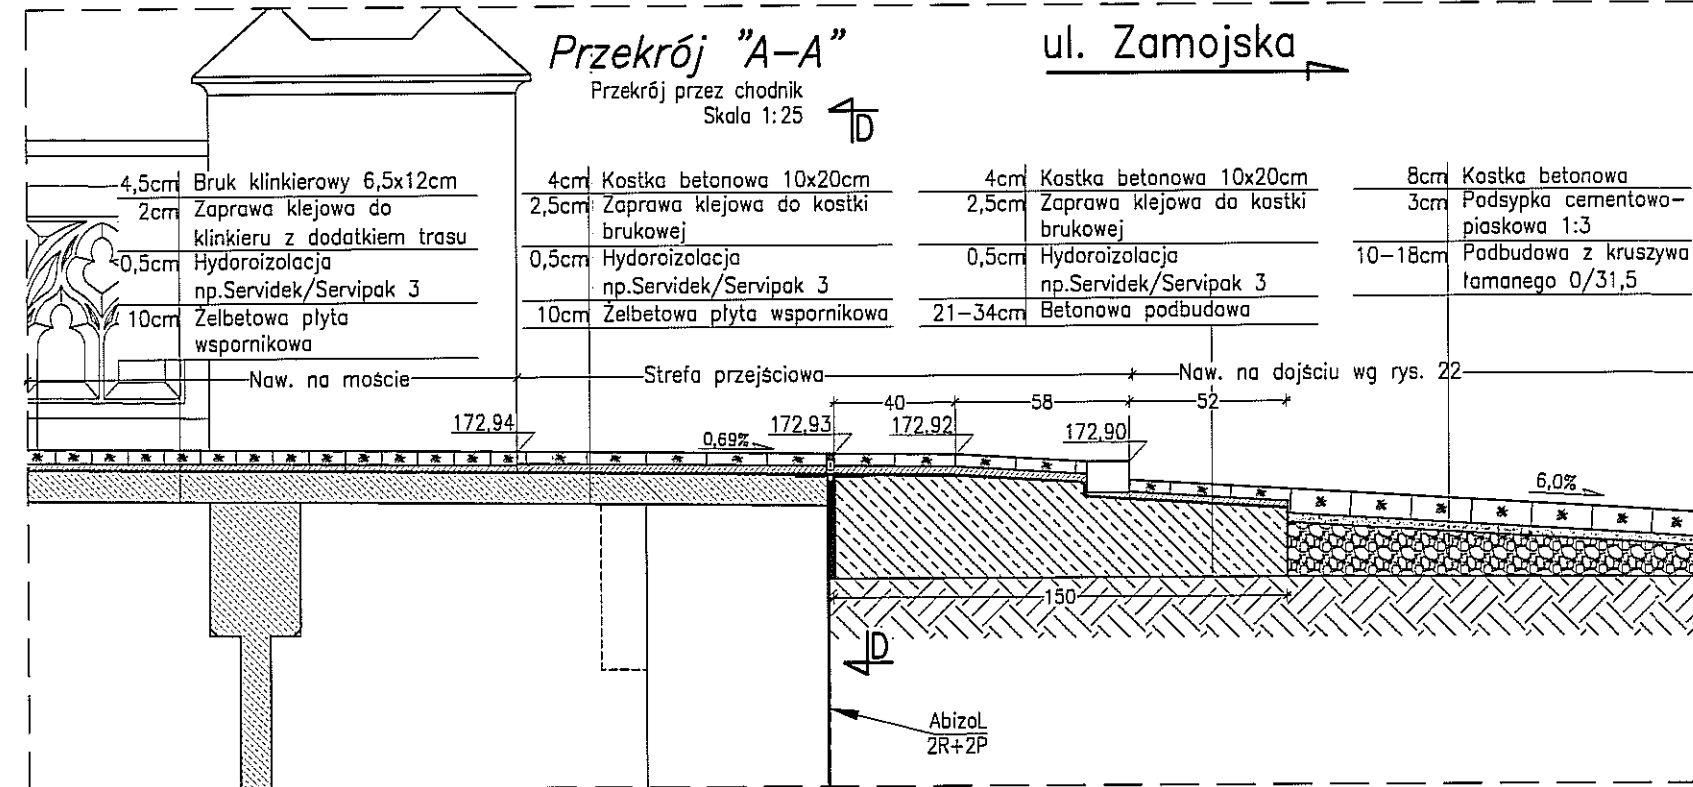 Przekrój "A-A"
Przekrój przez chodnik
Skala 1:25
D
ul. Zamojska
4,5cm Bruk klinkierowy 6,5x12cm
2cm Zaprawa klejowa do
klinkieru z dodatkiem trasu
0,5cm Hydoroizolacja
np.Servidek/Servipak 3
10cm Żelbetowa płyta
wspornikowa
4cm Kostka betonowa 10x20cm
2,5cm Zaprawa klejowa do kostki
brukowej
0,5cm Hydoroizolacja
np.Servidek/Servipak 3
10cm Żelbetowa płyta wspornikowa
4cm Kostka betonowa 10x20cm
2,5cm Zaprawa klejowa do kostki
brukowej
0,5cm Hydoroizolacja
np.Servidek/Servipak 3
21-34cm Betonowa podbudowa
8cm Kostka betonowa
3cm Podsypka cementowo-
piaskowa 1:3
10-18cm Podbudowa z kruszywa
łamanego 0/31,5
Naw. na moście
Strefa przejściowa
Naw. na dojściu wg rys. 22
40
58
52
172,94
0,69%
172,93
172,92
172,90
6,0%
150
D
AbizoL
2R+2P